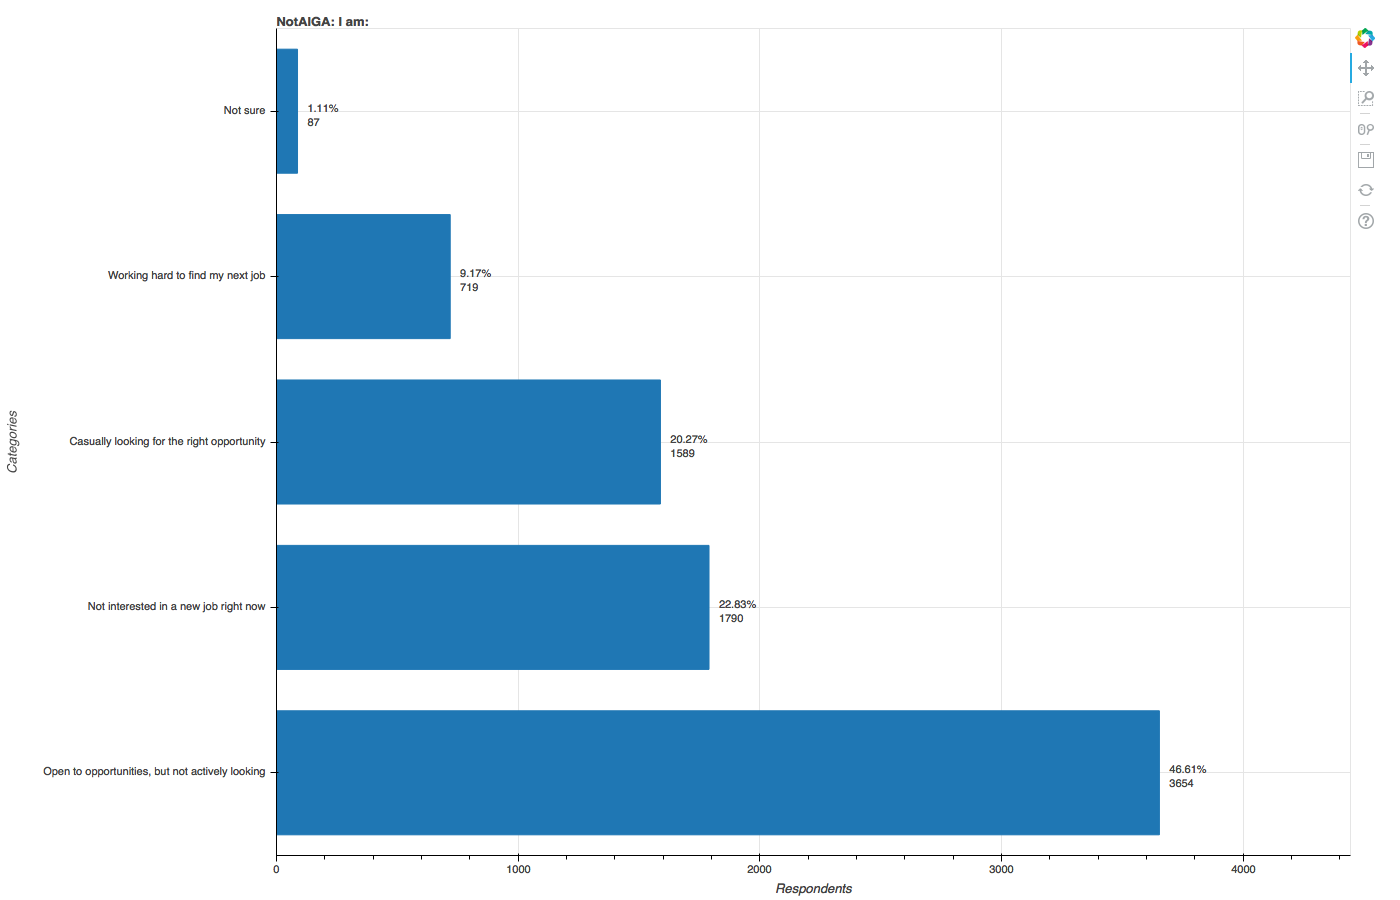 NotAIGA: I am:
Not sure
1.11%
87
Working hard to find my next job
9.17%
719
Casually looking for the right opportunity
20.27%
1589
Categories
Not interested in a new job right now
22.83%
1790
Open to opportunities, but not actively looking
46.61%
3654
0 1000 2000 3000 4000
Respondents